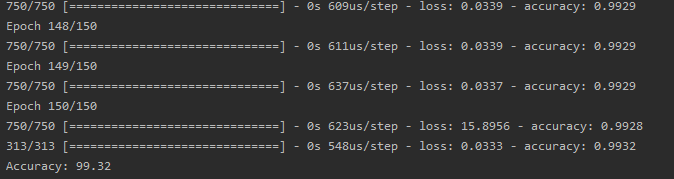 750/750 [==============================] - 0s 609us/step - loss: 0.0339 - accuracy: 0.9929
Epoch 148/150
750/750 [==============================] - 0s 611us/step - loss: 0.0339 - accuracy: 0.9929
Epoch 149/150
750/750 [==============================] - 0s 637us/step - loss: 0.0337 - accuracy: 0.9929
Epoch 150/150
750/750 [==============================] - 0s 623us/step - loss: 15.8956 - accuracy: 0.9928
313/313 [==============================] - 0s 548us/step - loss: 0.0333 - accuracy: 0.9932
Accuracy: 99.32